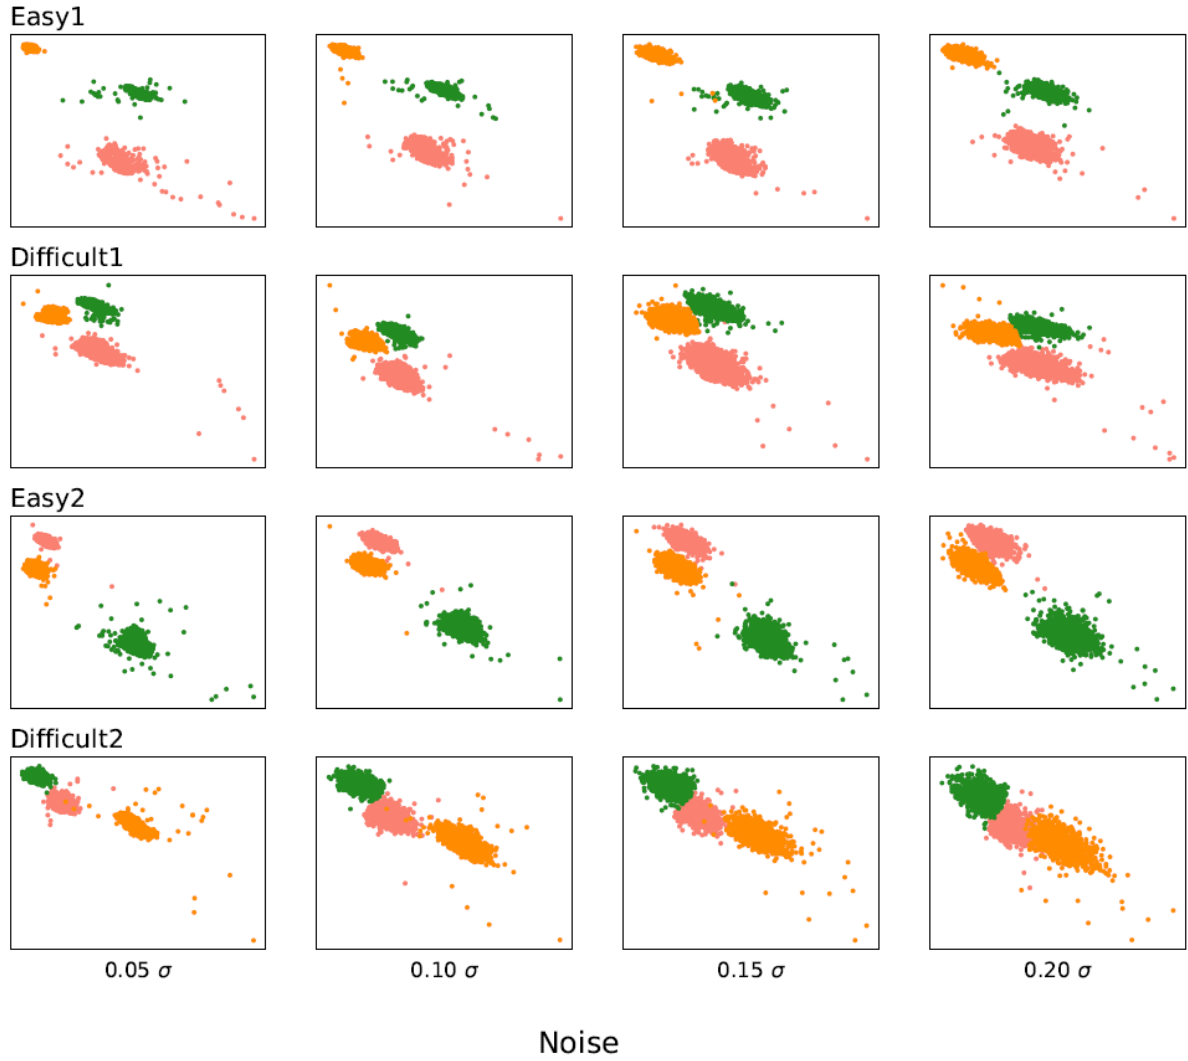 Easy1
Difficult1
Easy2
Difficult2
0.05 σ 0.10 σ 0.15 σ 0.20 σ
Noise